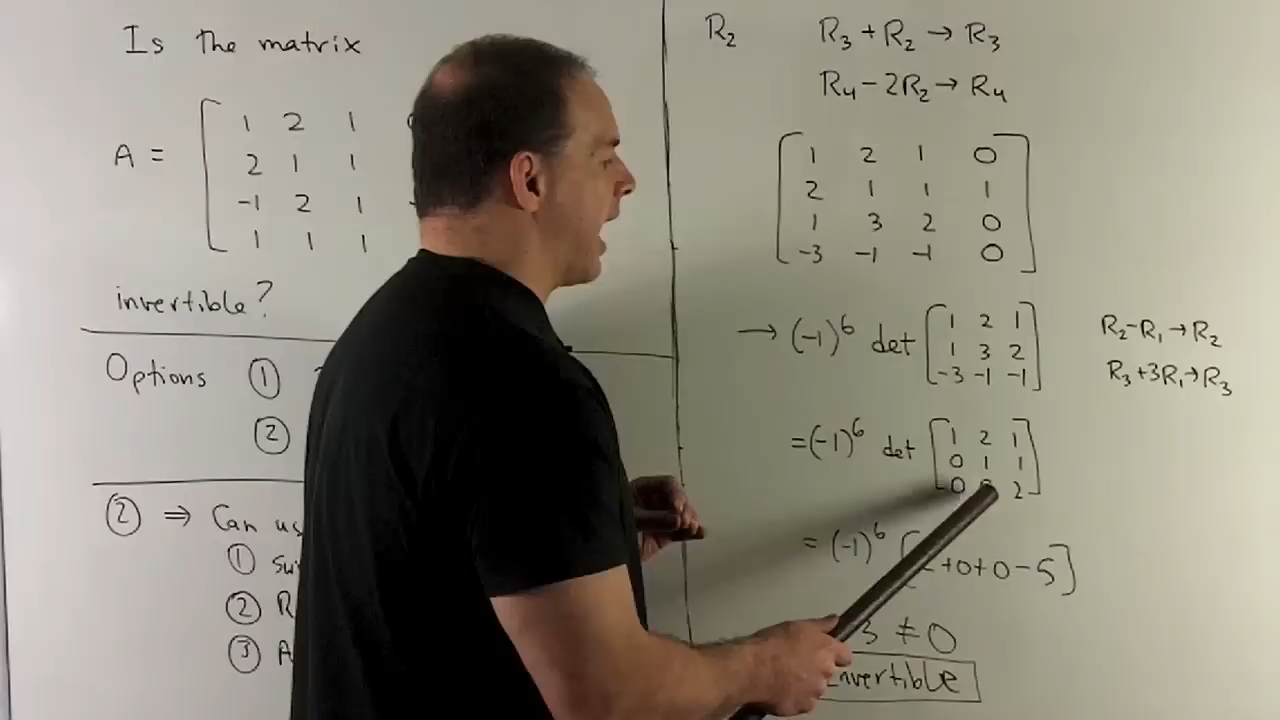 Is the matrix
A = [ 1 2 1
2 1 1
-1 2 1
1 1 1
invertible?
Options ①
②
② ⇒ Can us
①
② R
③ A
R₂ R₃ + R₂ → R₃
R₄ - 2R₂ → R₄
[ 1 2 1 0
2 1 1 1
1 3 2 0
-3 -1 -1 0 ]
→ (-1)⁶ det [ 1 2 1
1 3 2
-3 -1 -1 ]
R₂-R₁→R₂
R₃+3R₁→R₃
= (-1)⁶ det [ 1 2 1
0 1 1
0 2 ]
= (-1)⁶ [ +0+0-5 ]
3 ≠ 0
Invertible